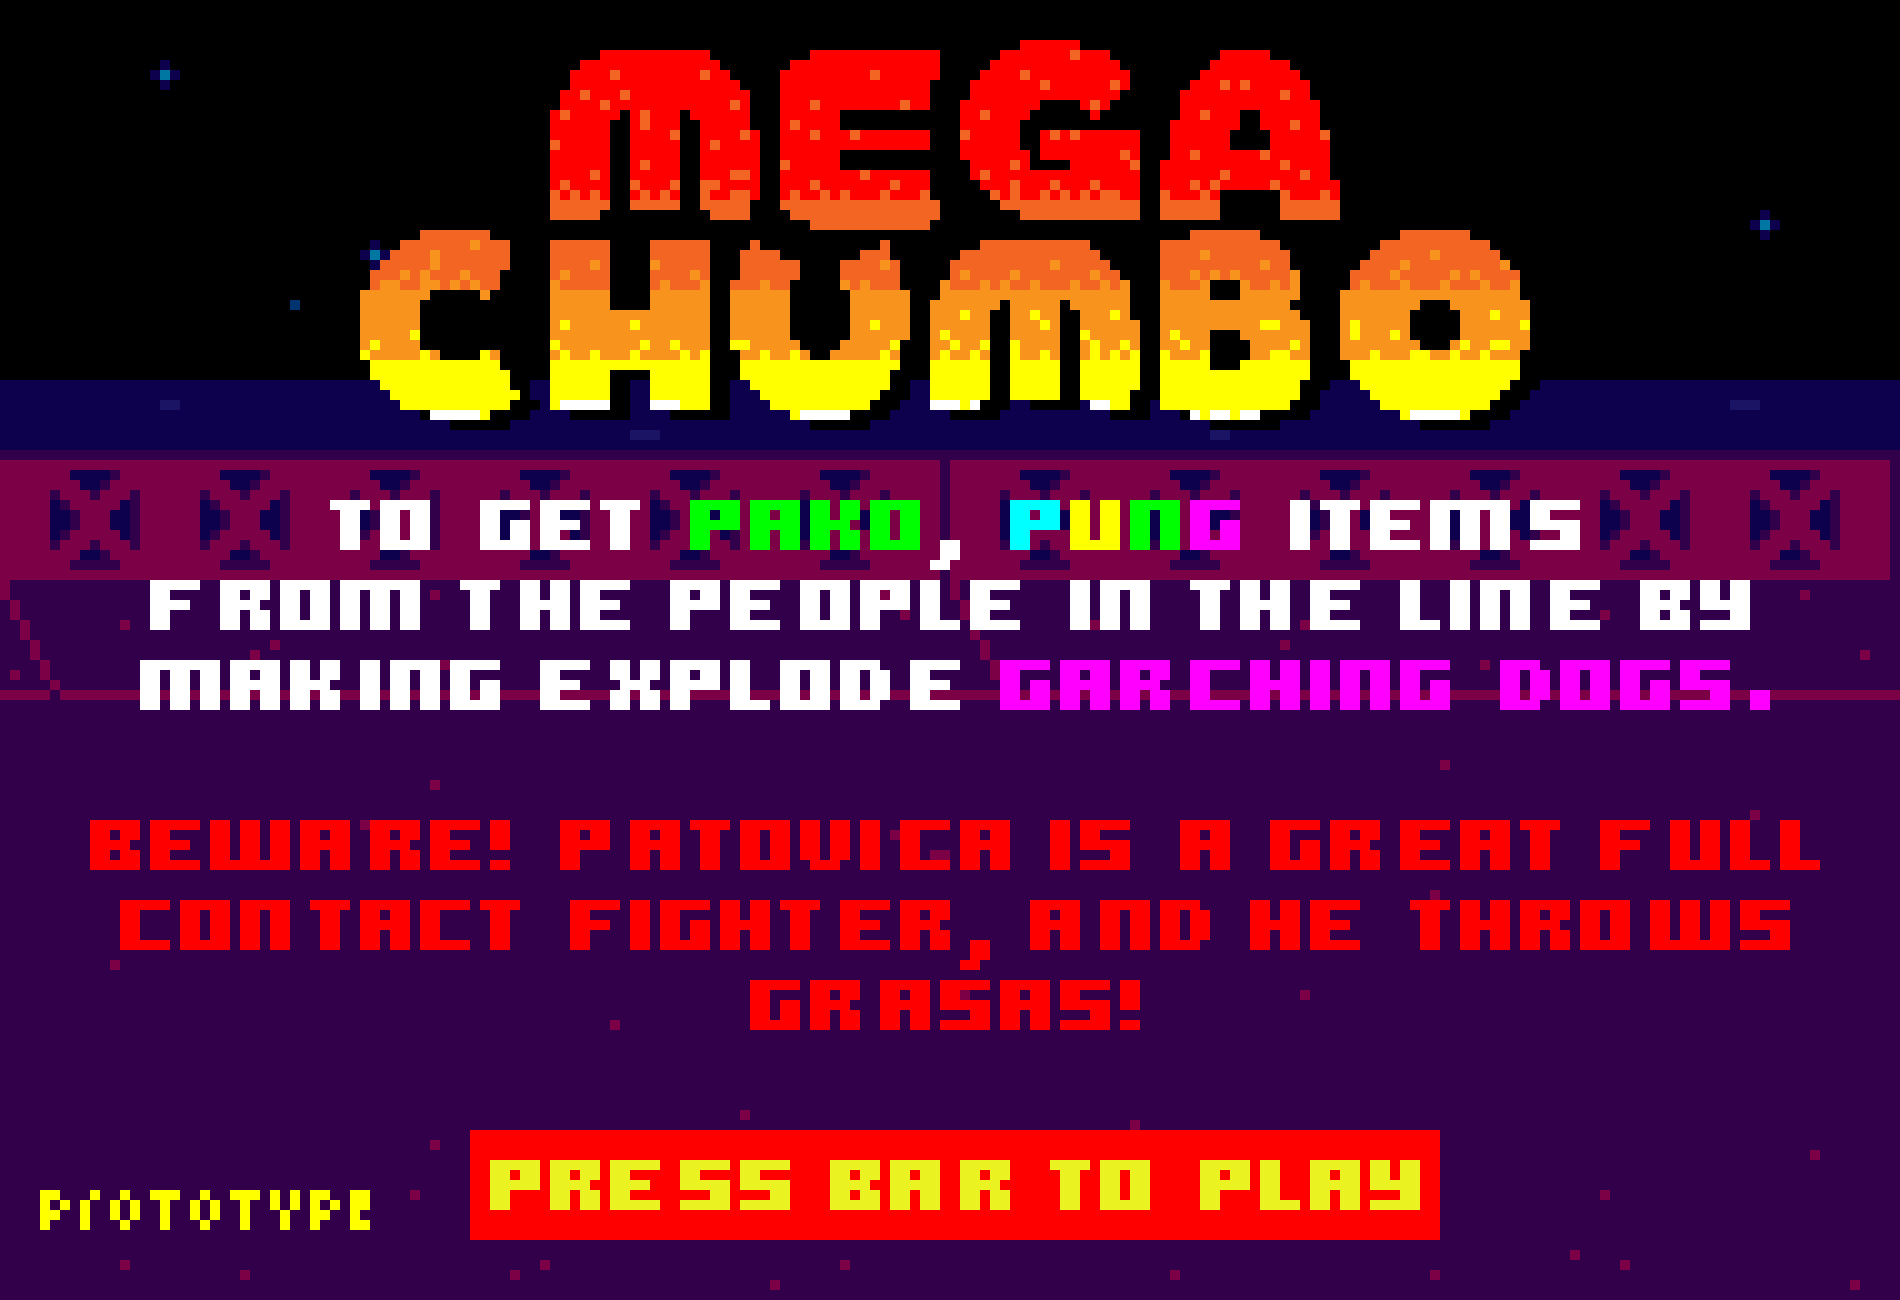 MEGA
CHUMBO
TO GET PAKO, PUNG ITEMS
FROM THE PEOPLE IN THE LINE BY
MAKING EXPLODE GARCHING DOGS.
BEWARE! PATOVICA IS A GREAT FULL
CONTACT FIGHTER, AND HE THROWS
GRASAS!
PRESS BAR TO PLAY
PROTOTYPE